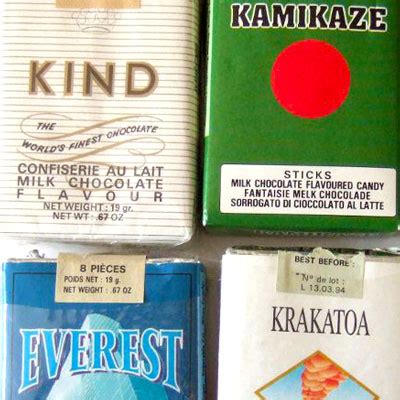 KIND
THE
WORLD'S FINEST CHOCOLATE
CONFISERIE AU LAIT
MILK CHOCOLATE
FLAVOUR
NET WEIGHT: 19 gr.
NET WT: .67 OZ
KAMIKAZE
STICKS
MILK CHOCOLATE FLAVOURED CANDY
FANTAISIE MELK CHOCOLADE
SORROGATO DI CIOCCOLATO AL LATTE
8 PIÈCES
POIDS NET : 19 g.
NET WEIGHT : .67 OZ
EVEREST
BEST BEFORE:
N° de lot :
L 13.03.94
KRAKATOA